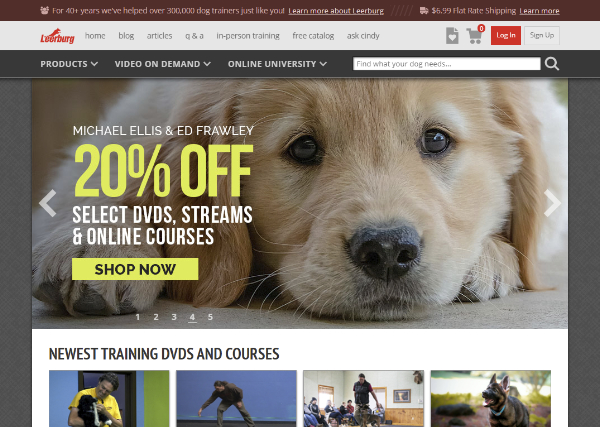 For 40+ years we've helped over 300,000 dog trainers just like you! Learn more about Leerburg
$6.99 Flat Rate Shipping Learn more
Leerburg
home blog articles q & a in-person training free catalog ask cindy
0
Log In
Sign Up
PRODUCTS VIDEO ON DEMAND ONLINE UNIVERSITY
Find what your dog needs...
MICHAEL ELLIS & ED FRAWLEY
20% OFF
SELECT DVDS, STREAMS
& ONLINE COURSES
SHOP NOW
1 2 3 4 5
NEWEST TRAINING DVDS AND COURSES